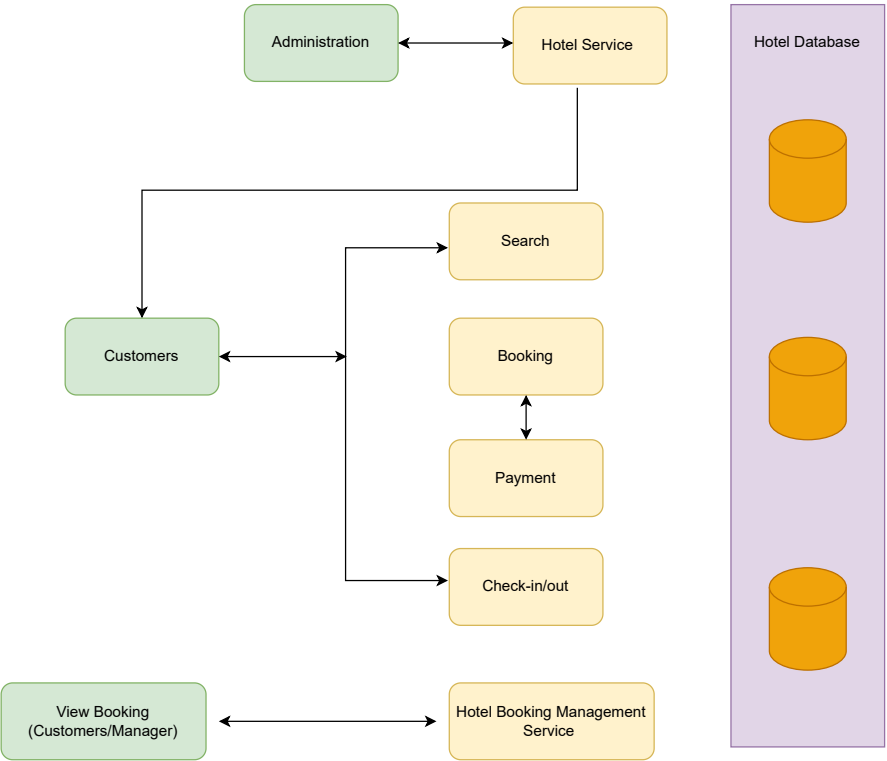 Administration
Hotel Service
Hotel Database
Search
Customers
Booking
Payment
Check-in/out
View Booking
(Customers/Manager)
Hotel Booking Management
Service